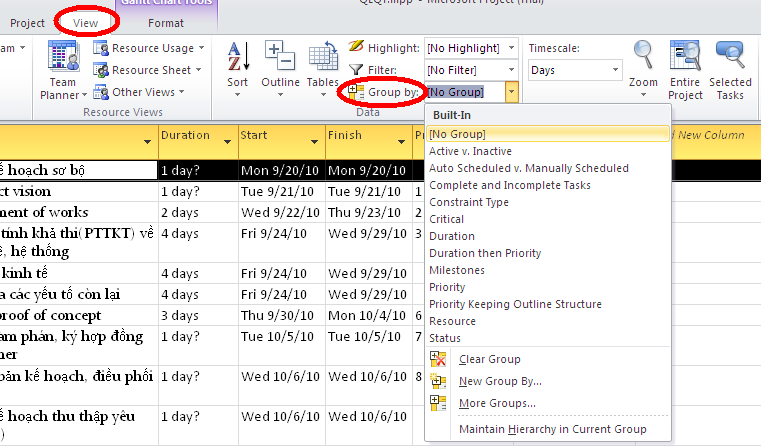 Gantt Chart Tools
QLQT.mpp - Microsoft Project (Trial)
Project View Format
Resource Usage
Resource Sheet
Other Views
Team Planner
Resource Views
Sort
Outline
Tables
Highlight: [No Highlight]
Filter: [No Filter]
Group by: [No Group]
Data
Timescale:
Days
Zoom
Entire Project
Selected Tasks
Duration Start Finish New Column
Built-In
[No Group]
Active v. Inactive
Auto Scheduled v. Manually Scheduled
Complete and Incomplete Tasks
Constraint Type
Critical
Duration
Duration then Priority
Milestones
Priority
Priority Keeping Outline Structure
Resource
Status
Clear Group
New Group By...
More Groups...
Maintain Hierarchy in Current Group
hoạch sơ bộ 1 day? Mon 9/20/10 Mon 9/20/10
vision 1 day? Tue 9/21/10 Tue 9/21/10 1
of works 2 days Wed 9/22/10 Thu 9/23/10 2
tính khả thi(PTTKT) về 4 days Fri 9/24/10 Wed 9/29/10 3
hệ thống
kinh tế 4 days Fri 9/24/10 Wed 9/29/10
các yếu tố còn lại 4 days Fri 9/24/10 Wed 9/29/10
proof of concept 3 days Thu 9/30/10 Mon 10/4/10 6
phán, ký hợp đồng 1 day? Tue 10/5/10 Tue 10/5/10 7
bản kế hoạch, điều phối 1 day? Wed 10/6/10 Wed 10/6/10 8
hoạch thu thập yêu 1 day? Wed 10/6/10 Wed 10/6/10